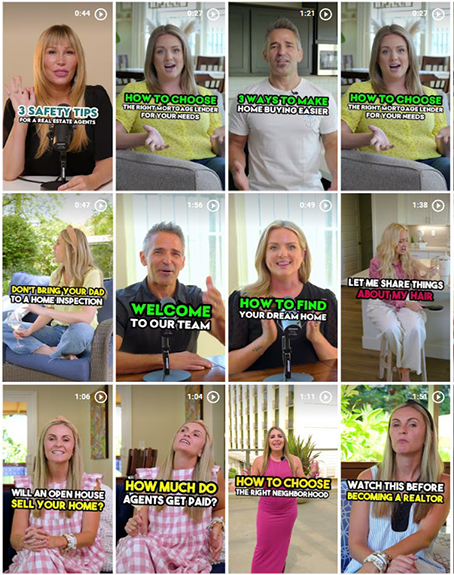 0:44
3 SAFETY TIPS
FOR A REAL ESTATE AGENTS
0:27
HOW TO CHOOSE
THE RIGHT MORTGAGE LENDER
FOR YOUR NEEDS
1:21
3 WAYS TO MAKE
HOME BUYING EASIER
0:27
HOW TO CHOOSE
THE RIGHT MORTGAGE LENDER
FOR YOUR NEEDS
0:47
DON'T BRING YOUR DAD
TO A HOME INSPECTION
1:56
WELCOME
TO OUR TEAM
0:49
HOW TO FIND
YOUR DREAM HOME
1:38
LET ME SHARE THINGS
ABOUT MY HAIR
1:06
WILL AN OPEN HOUSE
SELL YOUR HOME?
1:04
HOW MUCH DO
AGENTS GET PAID?
1:11
HOW TO CHOOSE
THE RIGHT NEIGHBORHOOD
1:51
WATCH THIS BEFORE
BECOMING A REALTOR